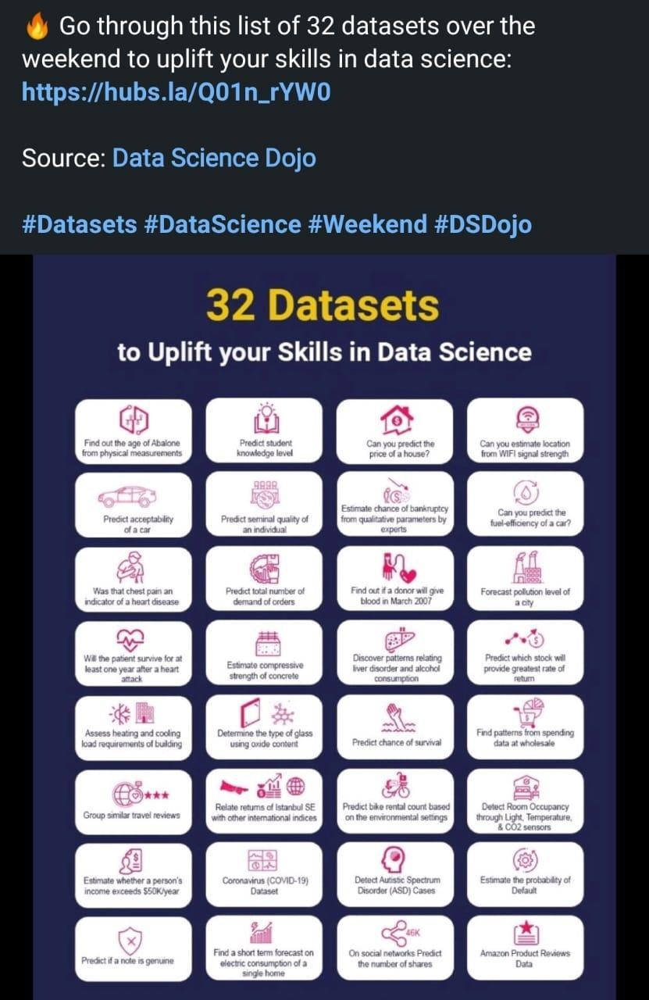 🔥 Go through this list of 32 datasets over the
weekend to uplift your skills in data science:
https://hubs.la/Q01n_rYW0
Source: Data Science Dojo
#Datasets #DataScience #Weekend #DSDojo
32 Datasets
to Uplift your Skills in Data Science
Find out the age of Abalone
from physical measurements
Predict student
knowledge level
Can you predict the
price of a house?
Can you estimate location
from WIFI signal strength
Predict acceptability
of a car
Predict seminal quality of
an individual
Estimate chance of bankruptcy
from qualitative parameters by
experts
Can you predict the
fuel-efficiency of a car?
Was that chest pain an
indicator of a heart disease
Predict total number of
demand of orders
Find out if a donor will give
blood in March 2007
Forecast pollution level of
a city
Will the patient survive for at
least one year after a heart
attack
Estimate compressive
strength of concrete
Discover patterns relating
liver disorder and alcohol
consumption
Predict which stock will
provide greatest rate of
return
Assess heating and cooling
load requirements of building
Determine the type of glass
using oxide content
Predict chance of survival
Find patterns from spending
data at wholesale
Group similar travel reviews
Relate returns of Istanbul SE
with other international indices
Predict bike rental count based
on the environmental settings
Detect Room Occupancy
through Light, Temperature,
& CO2 sensors
Estimate whether a person's
income exceeds $50K/year
Coronavirus (COVID-19)
Dataset
Detect Autistic Spectrum
Disorder (ASD) Cases
Estimate the probability of
Default
Predict if a note is genuine
Find a short term forecast on
electric consumption of a
single home
46K
On social networks Predict
the number of shares
Amazon Product Reviews
Data